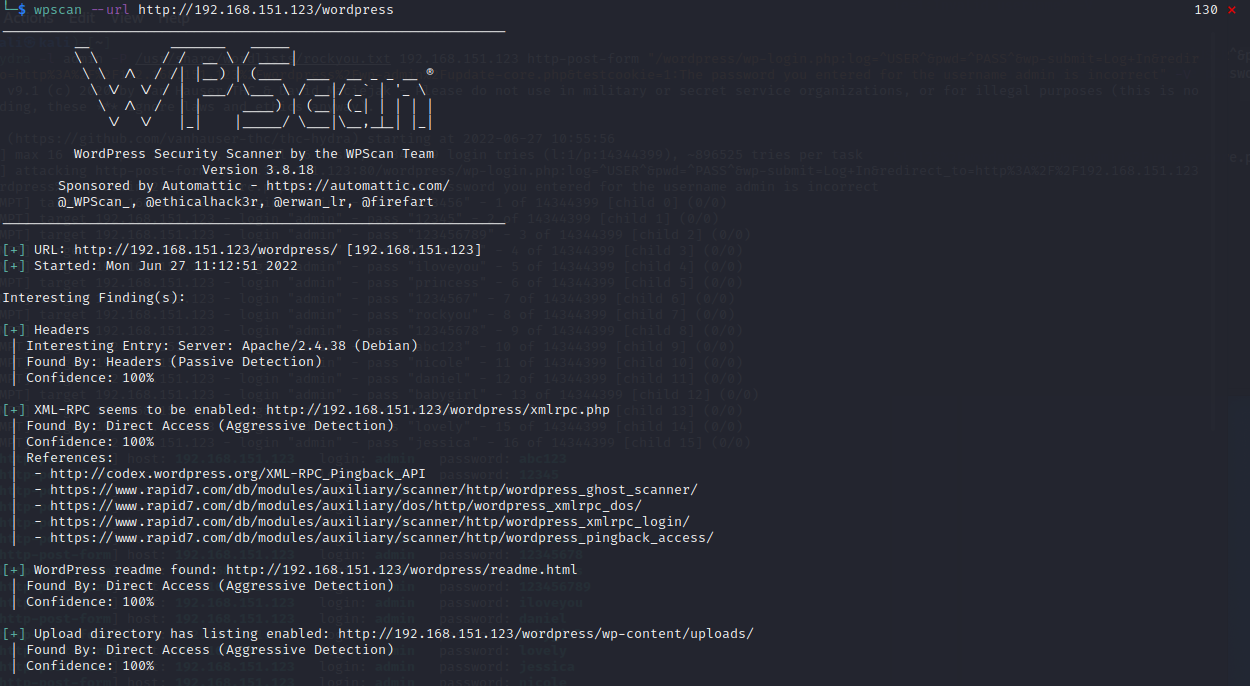 └─$ wpscan --url http://192.168.151.123/wordpress 130 ⨯
WPScan ®
WordPress Security Scanner by the WPScan Team
Version 3.8.18
Sponsored by Automattic - https://automattic.com/
@_WPScan_, @ethicalhack3r, @erwan_lr, @firefart
[+] URL: http://192.168.151.123/wordpress/ [192.168.151.123]
[+] Started: Mon Jun 27 11:12:51 2022
Interesting Finding(s):
[+] Headers
| Interesting Entry: Server: Apache/2.4.38 (Debian)
| Found By: Headers (Passive Detection)
| Confidence: 100%
[+] XML-RPC seems to be enabled: http://192.168.151.123/wordpress/xmlrpc.php
| Found By: Direct Access (Aggressive Detection)
| Confidence: 100%
| References:
| - http://codex.wordpress.org/XML-RPC_Pingback_API
| - https://www.rapid7.com/db/modules/auxiliary/scanner/http/wordpress_ghost_scanner/
| - https://www.rapid7.com/db/modules/auxiliary/dos/http/wordpress_xmlrpc_dos/
| - https://www.rapid7.com/db/modules/auxiliary/scanner/http/wordpress_xmlrpc_login/
| - https://www.rapid7.com/db/modules/auxiliary/scanner/http/wordpress_pingback_access/
[+] WordPress readme found: http://192.168.151.123/wordpress/readme.html
| Found By: Direct Access (Aggressive Detection)
| Confidence: 100%
[+] Upload directory has listing enabled: http://192.168.151.123/wordpress/wp-content/uploads/
| Found By: Direct Access (Aggressive Detection)
| Confidence: 100%